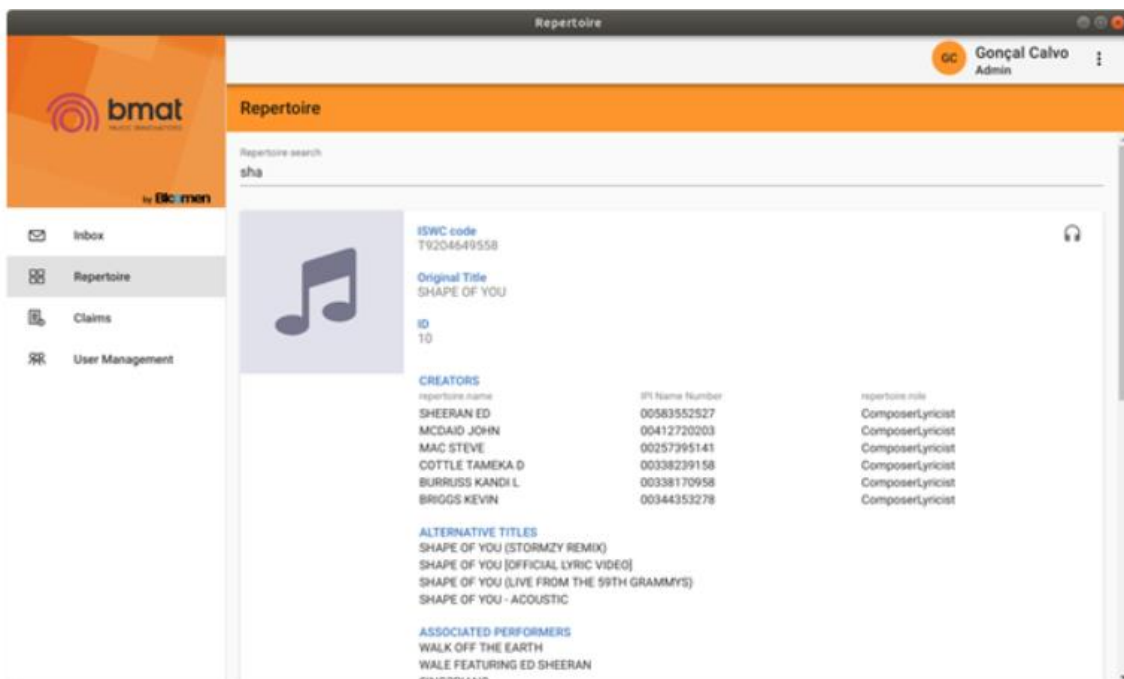 Repertoire
GC Gonçal Calvo
Admin
bmat
MUSIC INNOVATORS
by
Repertoire
Repertoire search
sha
Inbox
Repertoire
Claims
User Management
ISWC code
T9204649558
Original Title
SHAPE OF YOU
ID
10
CREATORS
repertoire.name IPI Name Number repertoire.role
SHEERAN ED 00583552527 ComposerLyricist
MCDAID JOHN 00412720203 ComposerLyricist
MAC STEVE 00257395141 ComposerLyricist
COTTLE TAMEKA D 00338239158 ComposerLyricist
BURRUSS KANDI L 00338170958 ComposerLyricist
BRIGGS KEVIN 00344353278 ComposerLyricist
ALTERNATIVE TITLES
SHAPE OF YOU (STORMZY REMIX)
SHAPE OF YOU [OFFICIAL LYRIC VIDEO]
SHAPE OF YOU (LIVE FROM THE 59TH GRAMMYS)
SHAPE OF YOU - ACOUSTIC
ASSOCIATED PERFORMERS
WALK OFF THE EARTH
WALE FEATURING ED SHEERAN